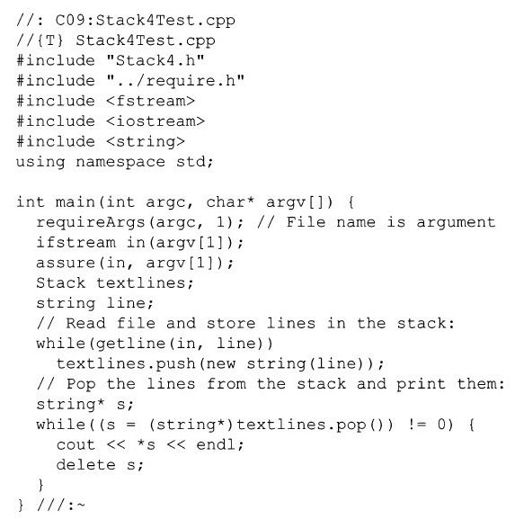 //: C09:Stack4Test.cpp
//{T} Stack4Test.cpp
#include "Stack4.h"
#include "../require.h"
#include <fstream>
#include <iostream>
#include <string>
using namespace std;

int main(int argc, char* argv[]) {
  requireArgs(argc, 1); // File name is argument
  ifstream in(argv[1]);
  assure(in, argv[1]);
  Stack textlines;
  string line;
  // Read file and store lines in the stack:
  while(getline(in, line))
    textlines.push(new string(line));
  // Pop the lines from the stack and print them:
  string* s;
  while((s = (string*)textlines.pop()) != 0) {
    cout << *s << endl;
    delete s;
  }
} ///:~